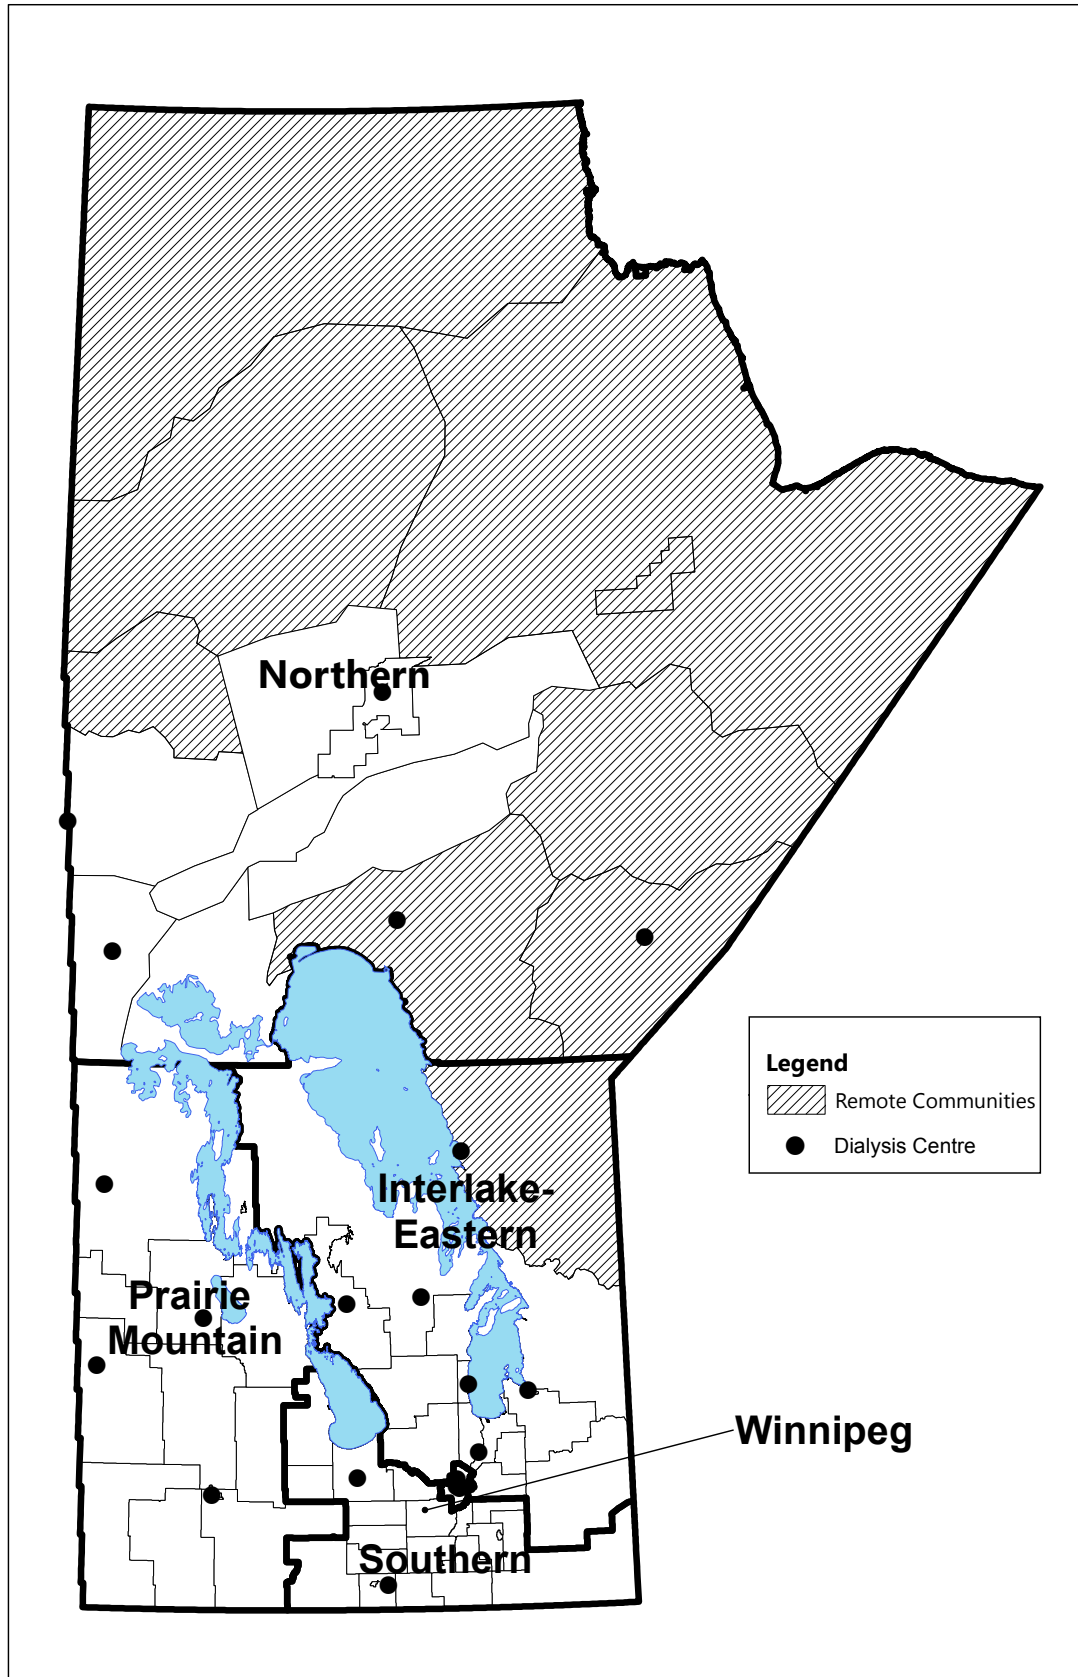 Northern
Legend
Remote Communities
Dialysis Centre
Interlake-
Eastern
Prairie
Mountain
Winnipeg
Southern